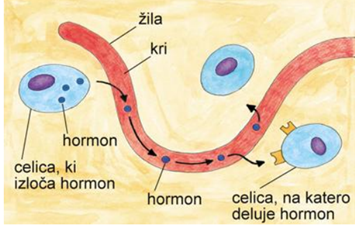 žila
kri
hormon
celica, ki
izloča hormon
hormon
celica, na katero
deluje hormon